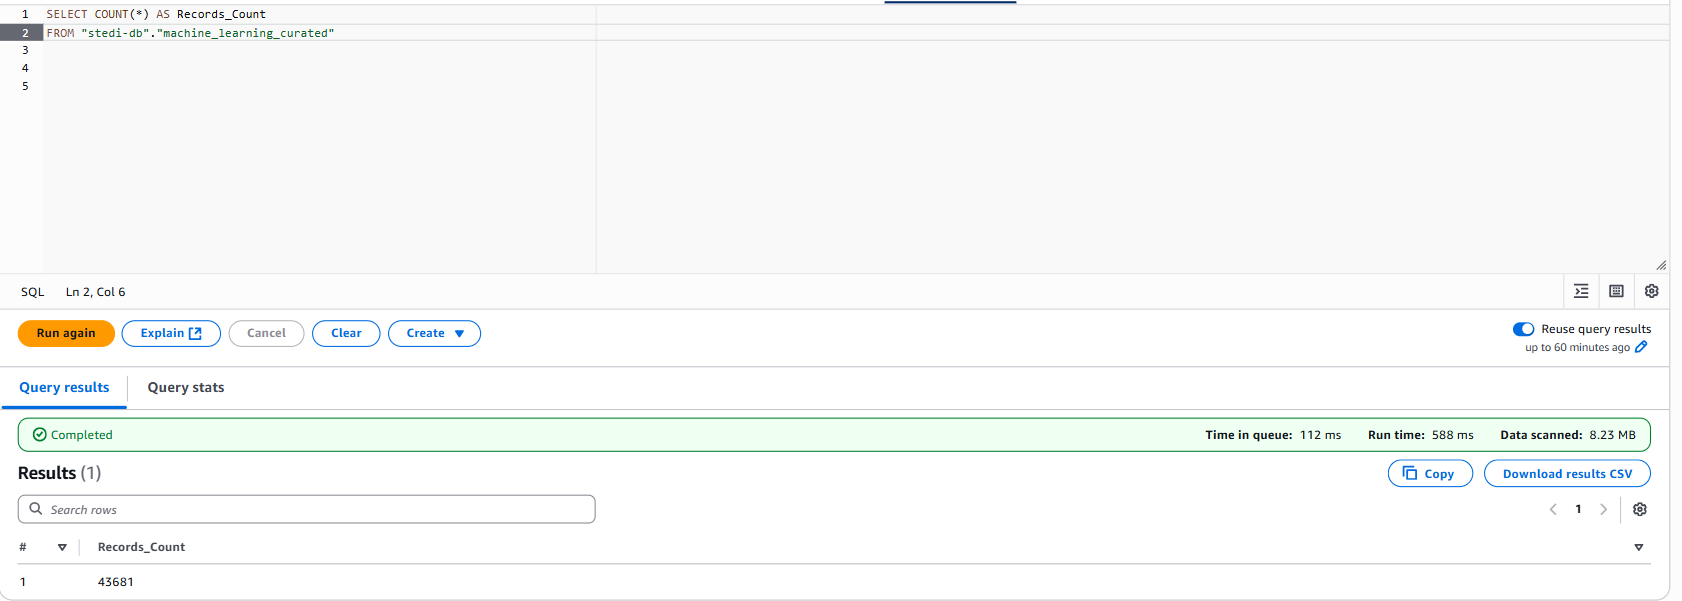 1 SELECT COUNT(*) AS Records_Count
2 FROM "stedi-db"."machine_learning_curated"
3
4
5
SQL Ln 2, Col 6
Run again Explain Cancel Clear Create Reuse query results
up to 60 minutes ago
Query results Query stats
Completed Time in queue: 112 ms Run time: 588 ms Data scanned: 8.23 MB
Results (1) Copy Download results CSV
Search rows 1
# Records_Count
1 43681